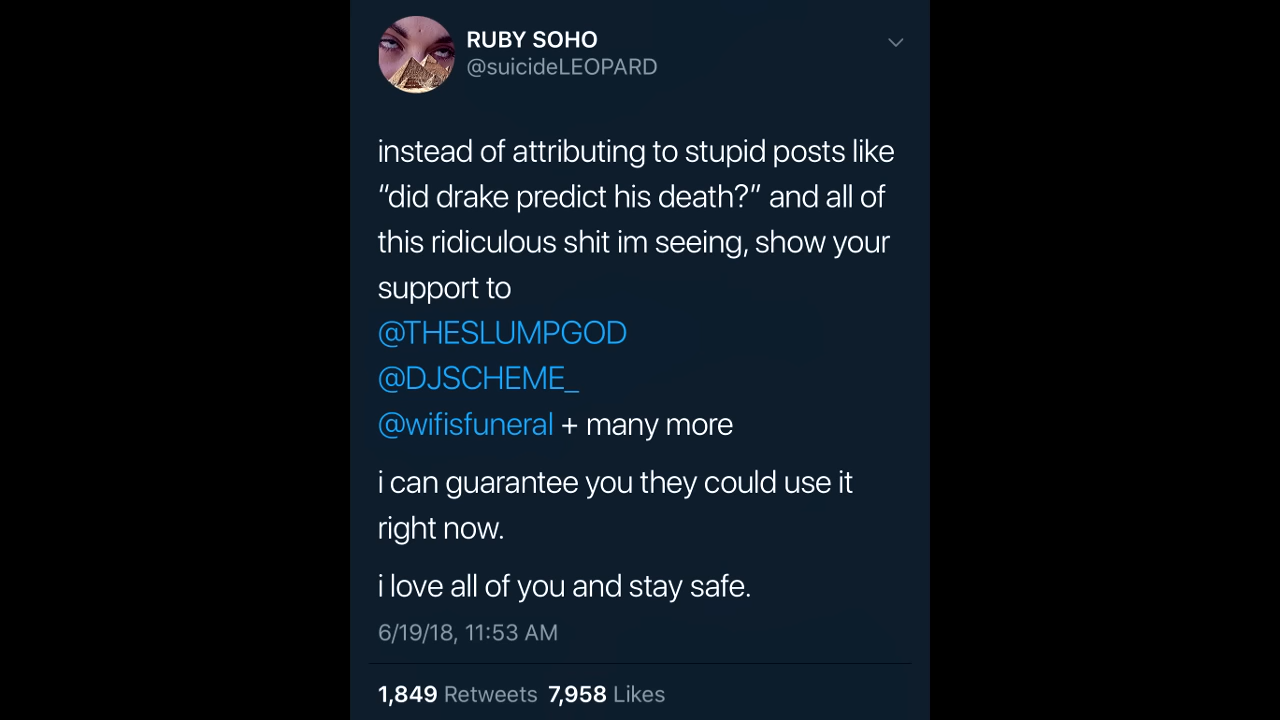 RUBY SOHO
@suicideLEOPARD
instead of attributing to stupid posts like
“did drake predict his death?” and all of
this ridiculous shit im seeing, show your
support to
@THESLUMPGOD
@DJSCHEME_
@wifisfuneral + many more
i can guarantee you they could use it
right now.
i love all of you and stay safe.
6/19/18, 11:53 AM
1,849 Retweets 7,958 Likes